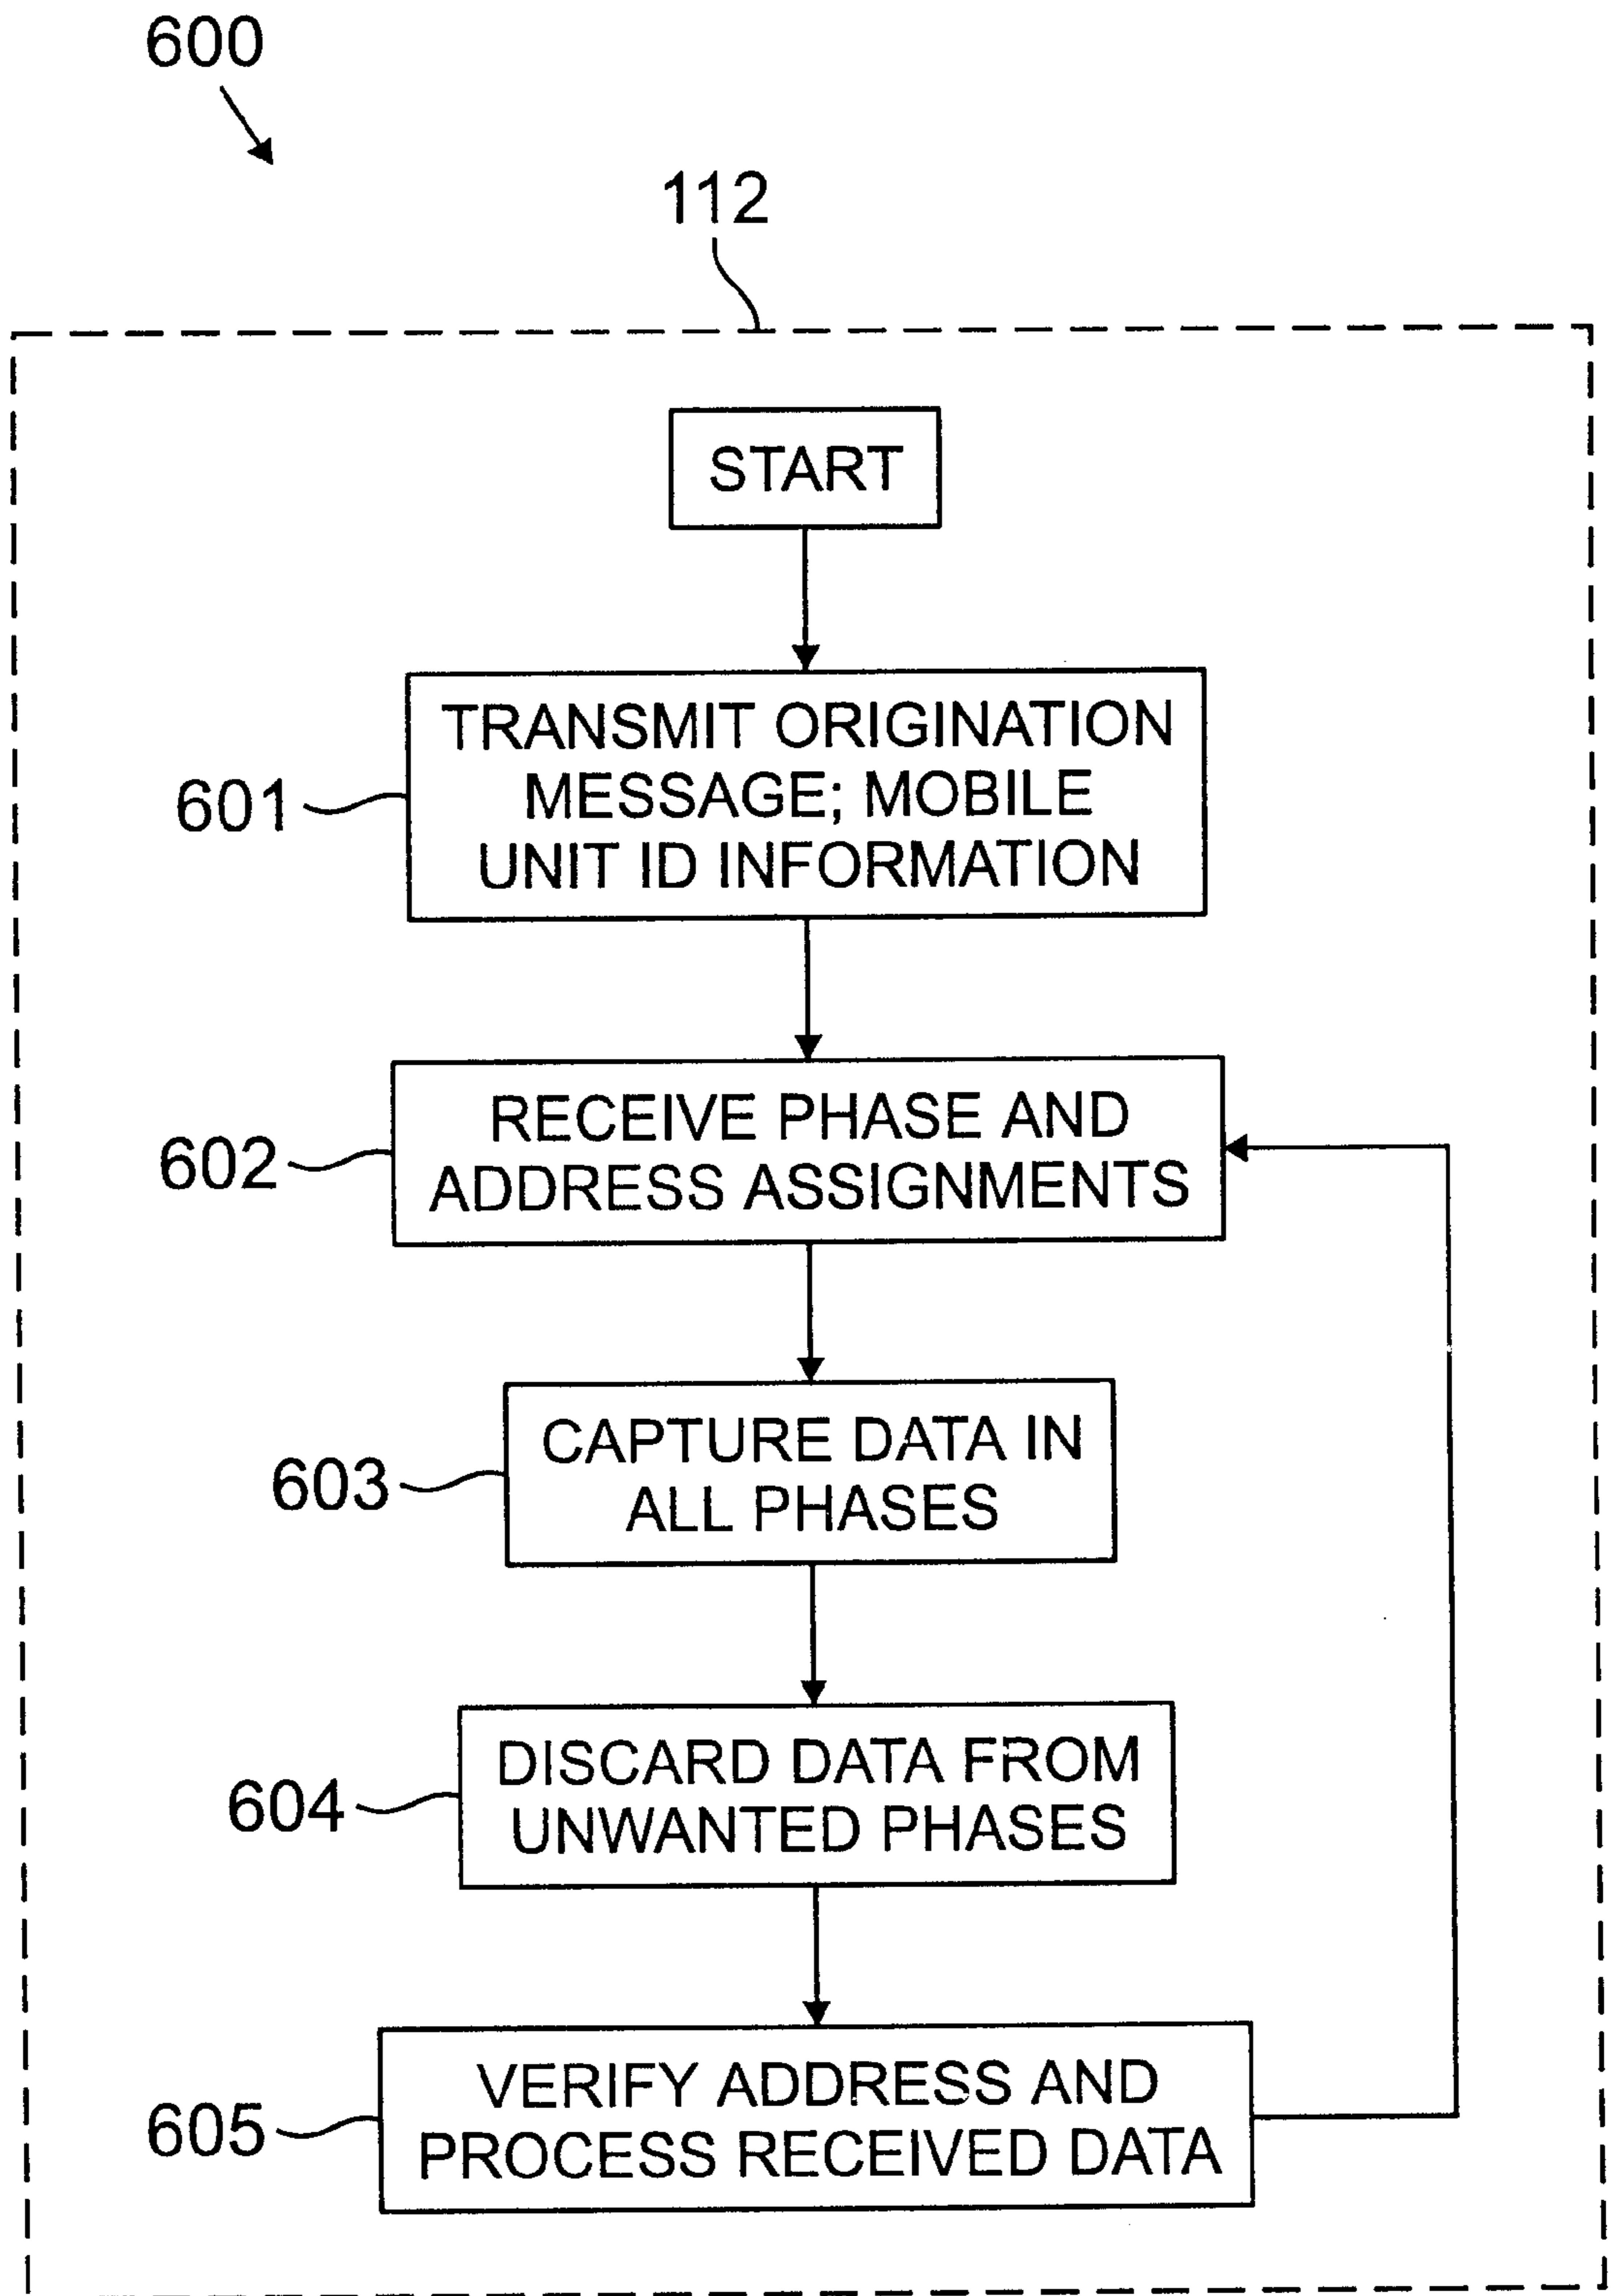 600
112
START
601
TRANSMIT ORIGINATION
MESSAGE; MOBILE
UNIT ID INFORMATION
602
RECEIVE PHASE AND
ADDRESS ASSIGNMENTS
603
CAPTURE DATA IN
ALL PHASES
604
DISCARD DATA FROM
UNWANTED PHASES
605
VERIFY ADDRESS AND
PROCESS RECEIVED DATA